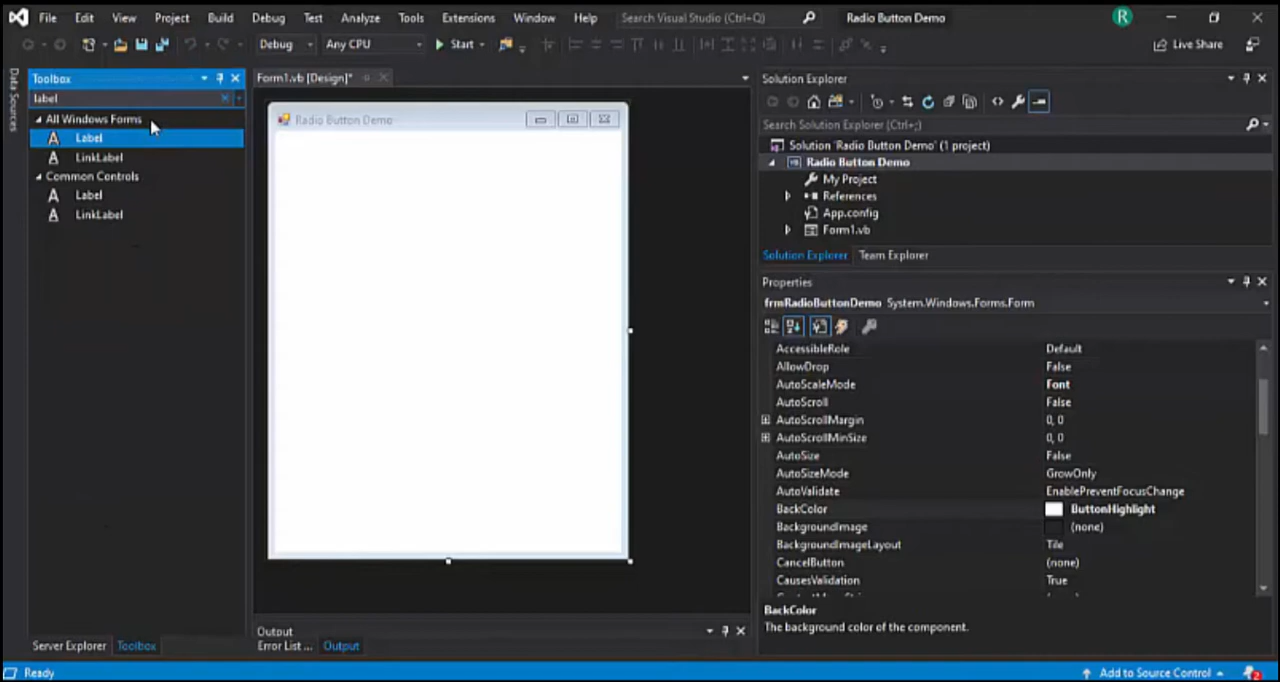 File Edit View Project Build Debug Test Analyze Tools Extensions Window Help Search Visual Studio (Ctrl+Q) Radio Button Demo R
Debug Any CPU Start Live Share
Data Sources
Toolbox
label
All Windows Forms
Label
LinkLabel
Common Controls
Label
LinkLabel
Server Explorer Toolbox
Form1.vb [Design]*
Radio Button Demo
Output
Error List ... Output
Solution Explorer
Search Solution Explorer (Ctrl+;)
Solution 'Radio Button Demo' (1 project)
VB Radio Button Demo
My Project
References
App.config
Form1.vb
Solution Explorer Team Explorer
Properties
frmRadioButtonDemo System.Windows.Forms.Form
AccessibleRole Default
AllowDrop False
AutoScaleMode Font
AutoScroll False
AutoScrollMargin 0, 0
AutoScrollMinSize 0, 0
AutoSize False
AutoSizeMode GrowOnly
AutoValidate EnablePreventFocusChange
BackColor ButtonHighlight
BackgroundImage (none)
BackgroundImageLayout Tile
CancelButton (none)
CausesValidation True
BackColor
The background color of the component.
Ready Add to Source Control 2